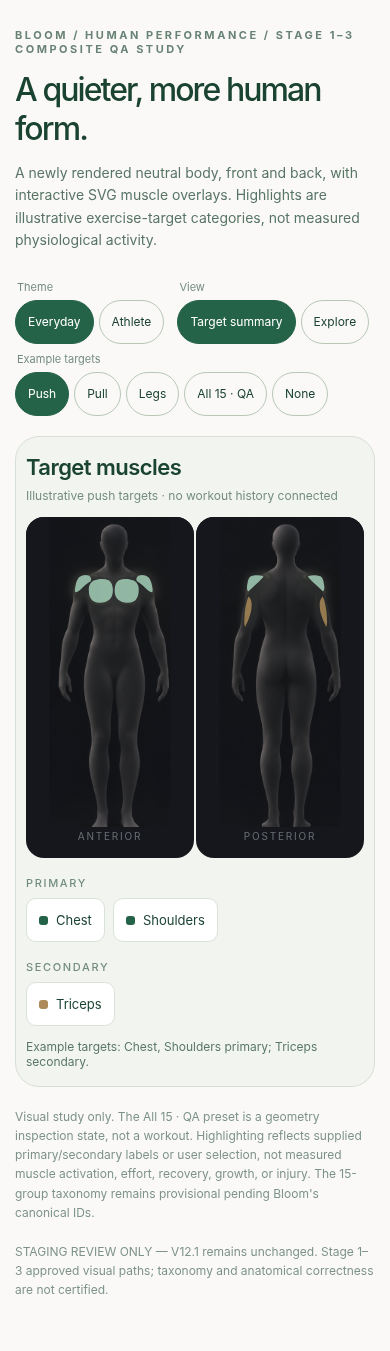 BLOOM / HUMAN PERFORMANCE / STAGE 1–3
COMPOSITE QA STUDY
A quieter, more human
form.
A newly rendered neutral body, front and back, with
interactive SVG muscle overlays. Highlights are
illustrative exercise-target categories, not measured
physiological activity.
Theme
View
Everyday
Athlete
Target summary
Explore
Example targets
Push
Pull
Legs
All 15 · QA
None
Target muscles
Illustrative push targets · no workout history connected
ANTERIOR
POSTERIOR
PRIMARY
Chest
Shoulders
SECONDARY
Triceps
Example targets: Chest, Shoulders primary; Triceps
secondary.
Visual study only. The All 15 · QA preset is a geometry
inspection state, not a workout. Highlighting reflects supplied
primary/secondary labels or user selection, not measured
muscle activation, effort, recovery, growth, or injury. The 15-
group taxonomy remains provisional pending Bloom's
canonical IDs.
STAGING REVIEW ONLY — V12.1 remains unchanged. Stage 1–
3 approved visual paths; taxonomy and anatomical correctness
are not certified.